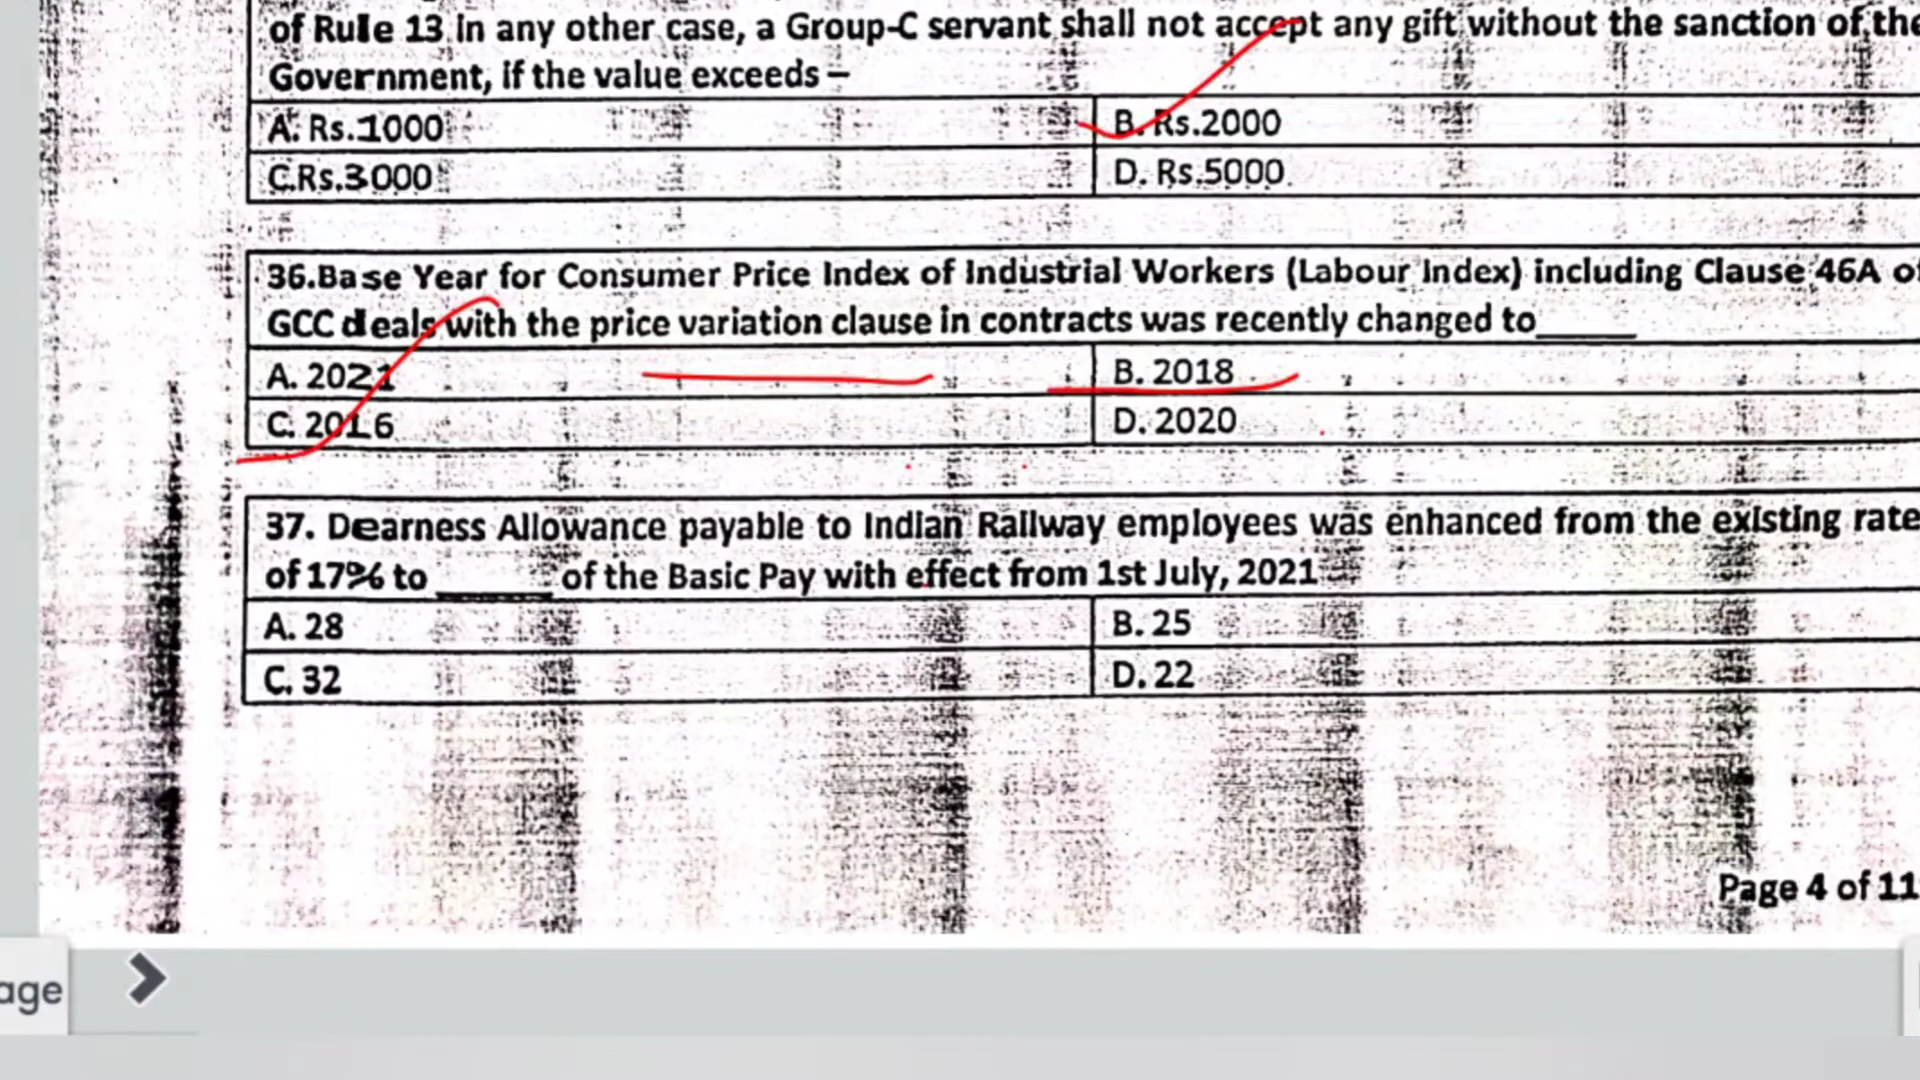 of Rule 13 in any other case, a Group-C servant shall not accept any gift without the sanction of the
Government, if the value exceeds –
A. Rs.1000
B. Rs.2000
C.Rs.3000
D. Rs.5000
36.Base Year for Consumer Price Index of Industrial Workers (Labour Index) including Clause 46A of
GCC deals with the price variation clause in contracts was recently changed to_____
A. 2021
B. 2018
C. 2016
D. 2020
37. Dearness Allowance payable to Indian Railway employees was enhanced from the existing rate
of 17% to ______ of the Basic Pay with effect from 1st July, 2021
A. 28
B. 25
C. 32
D. 22
Page 4 of 11
age